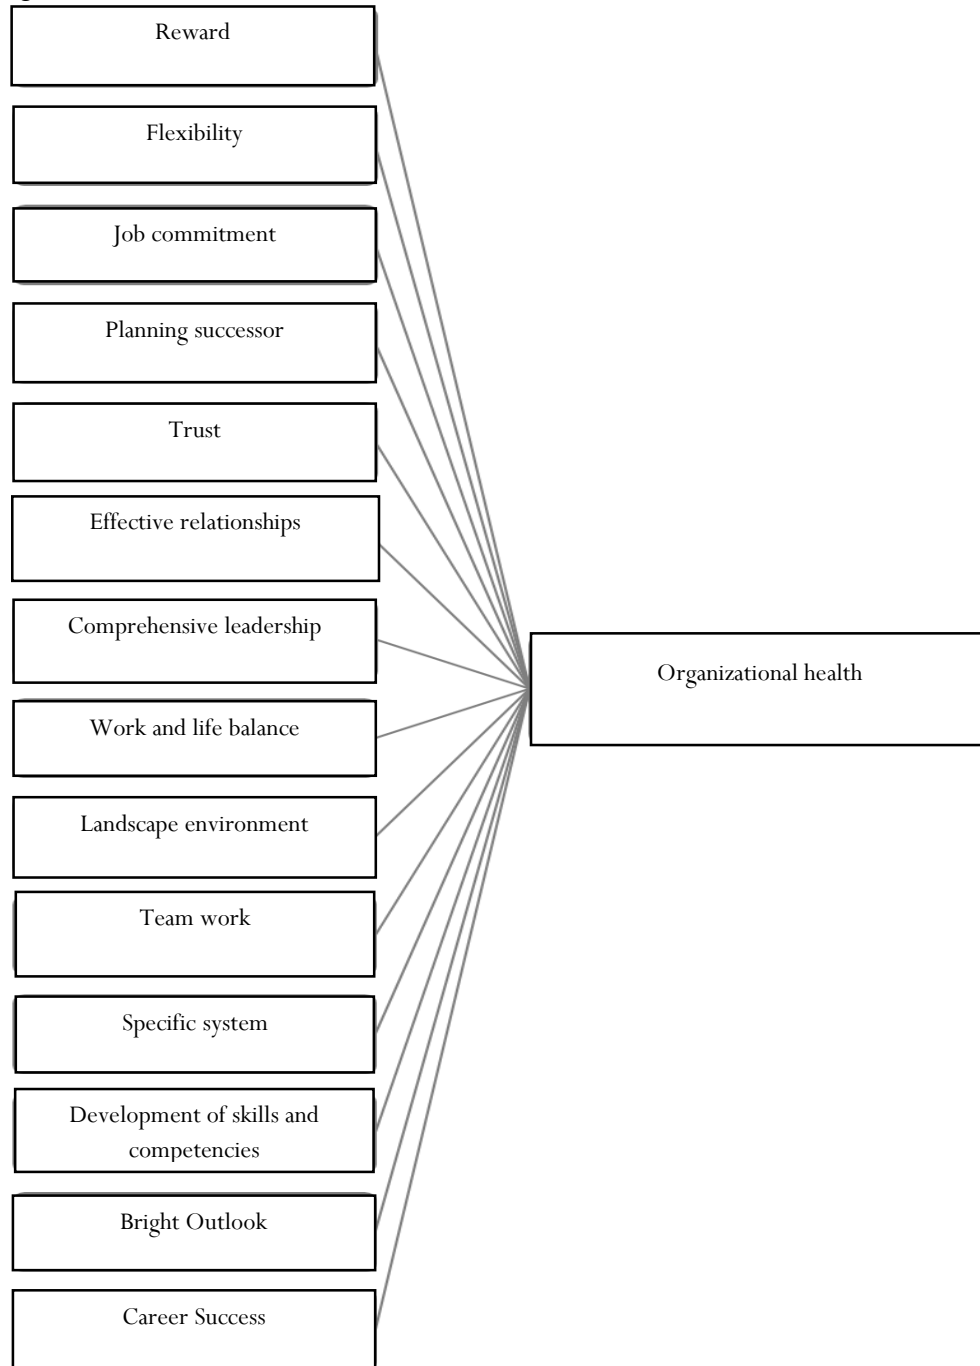 Reward
Flexibility
Job commitment
Planning successor
Trust
Effective relationships
Comprehensive leadership
Organizational health
Work and life balance
Landscape environment
Team work
Specific system
Development of skills and
competencies
Bright Outlook
Career Success